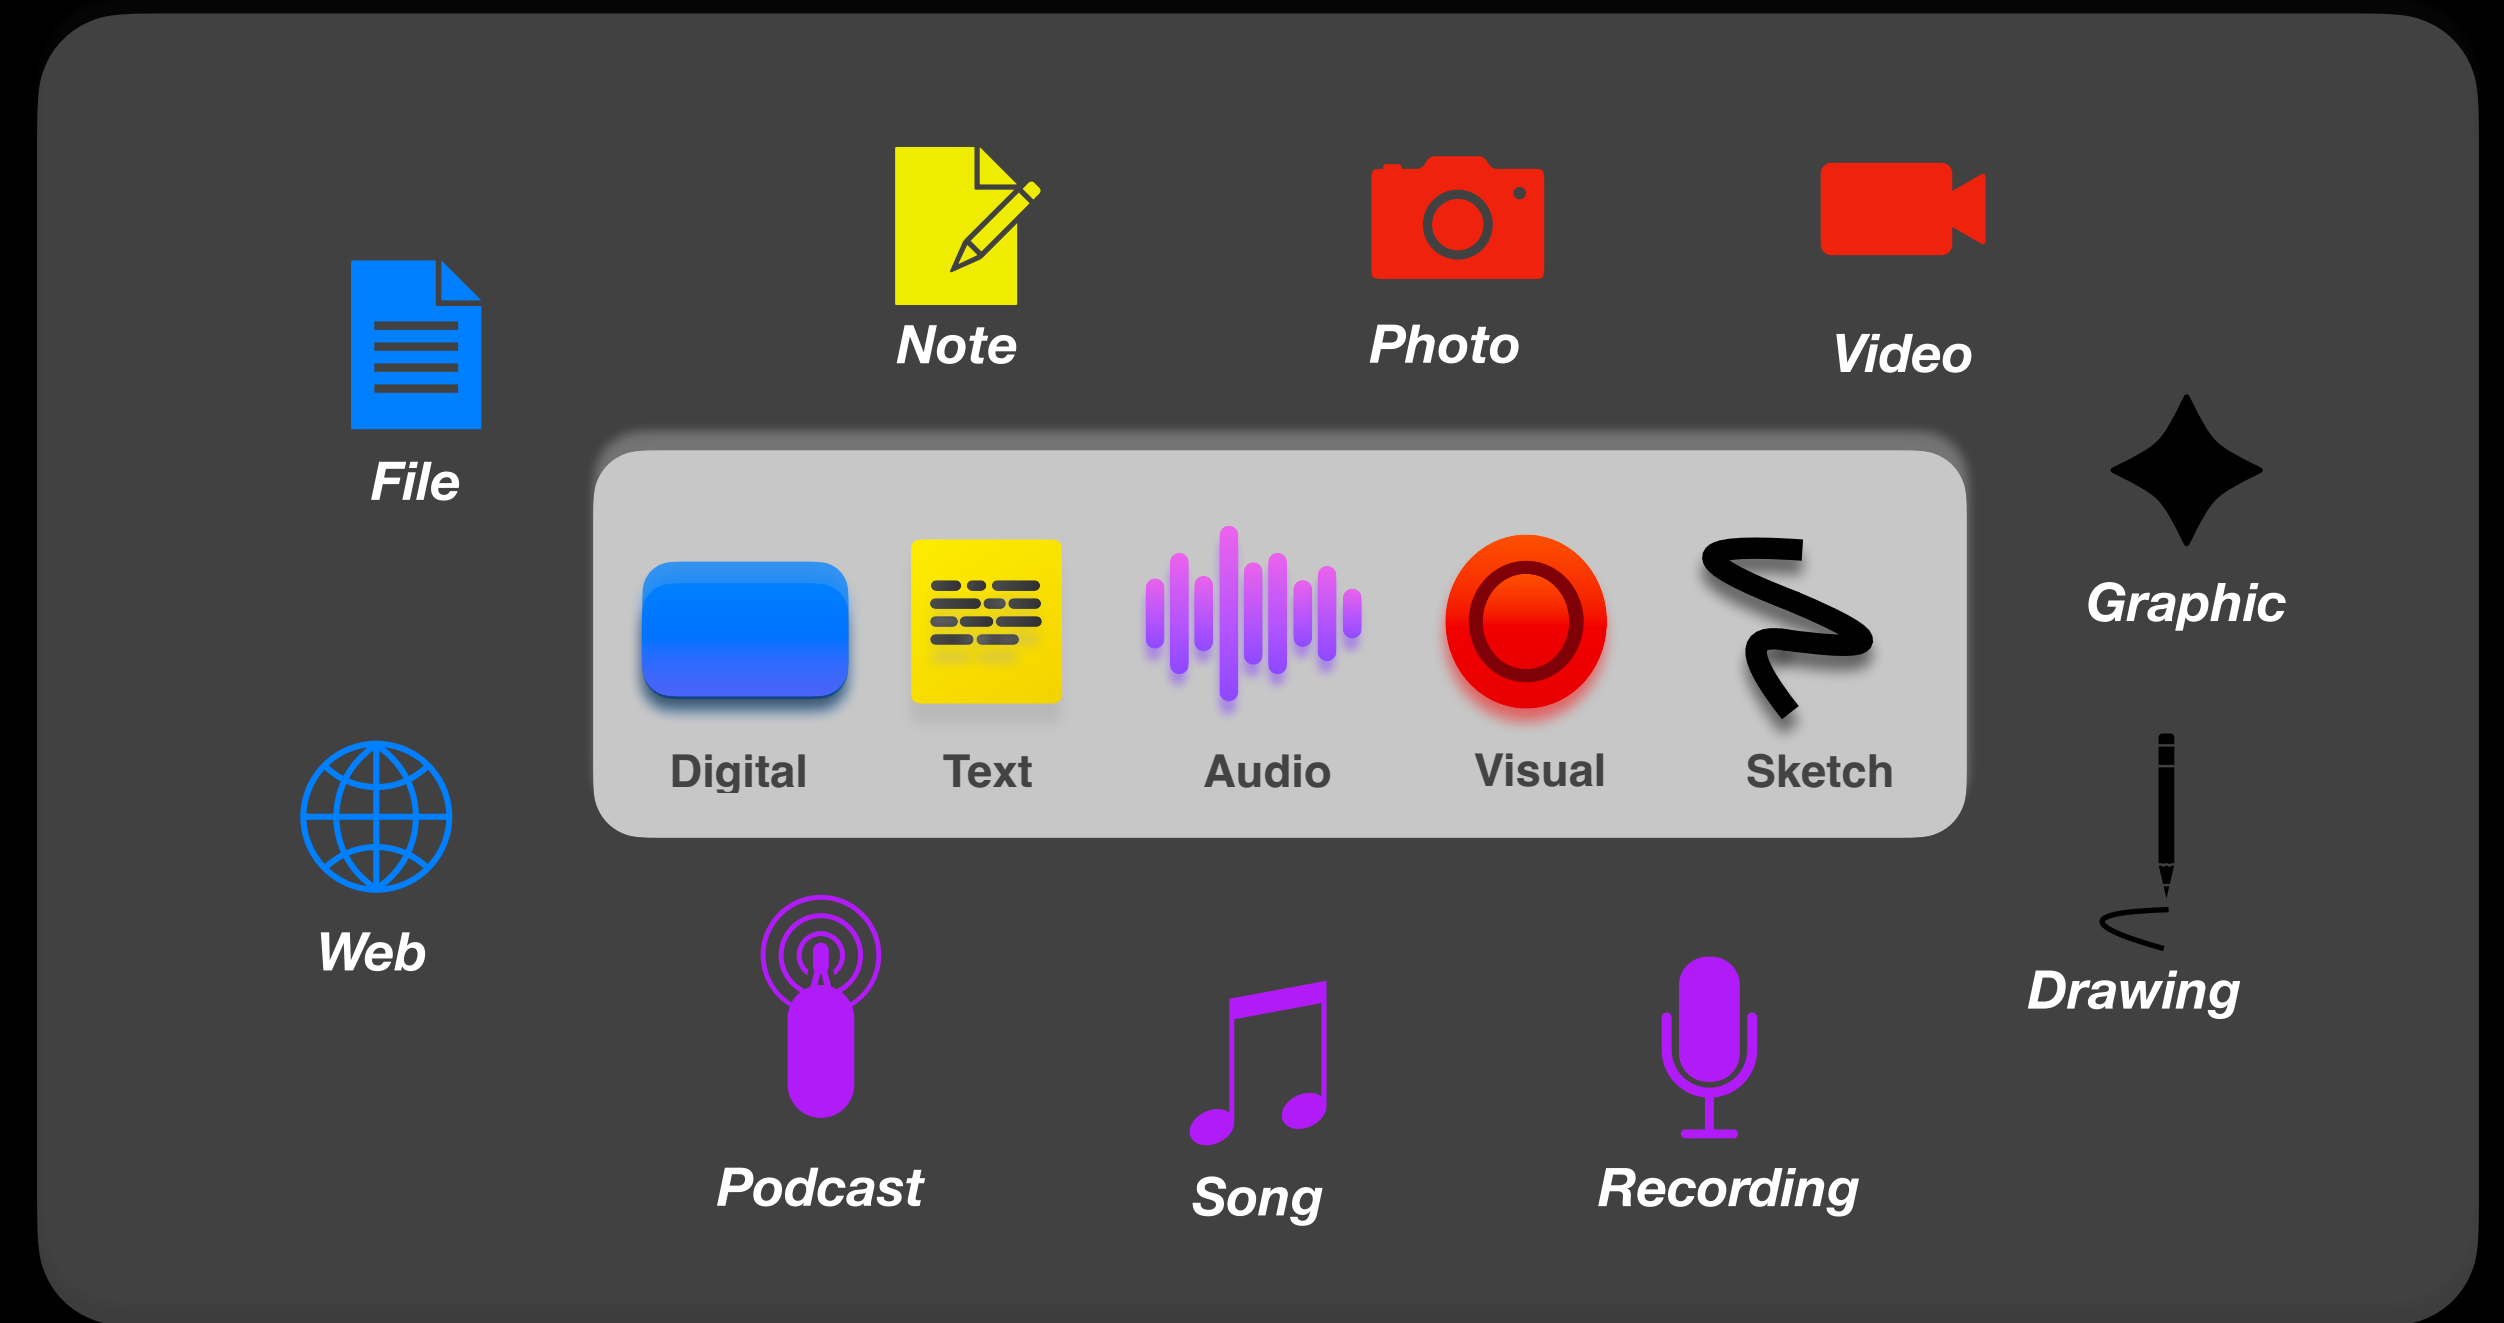 Note
Photo
Video
File
Graphic
Digital
Text
Audio
Visual
Sketch
Web
Drawing
Podcast
Song
Recording